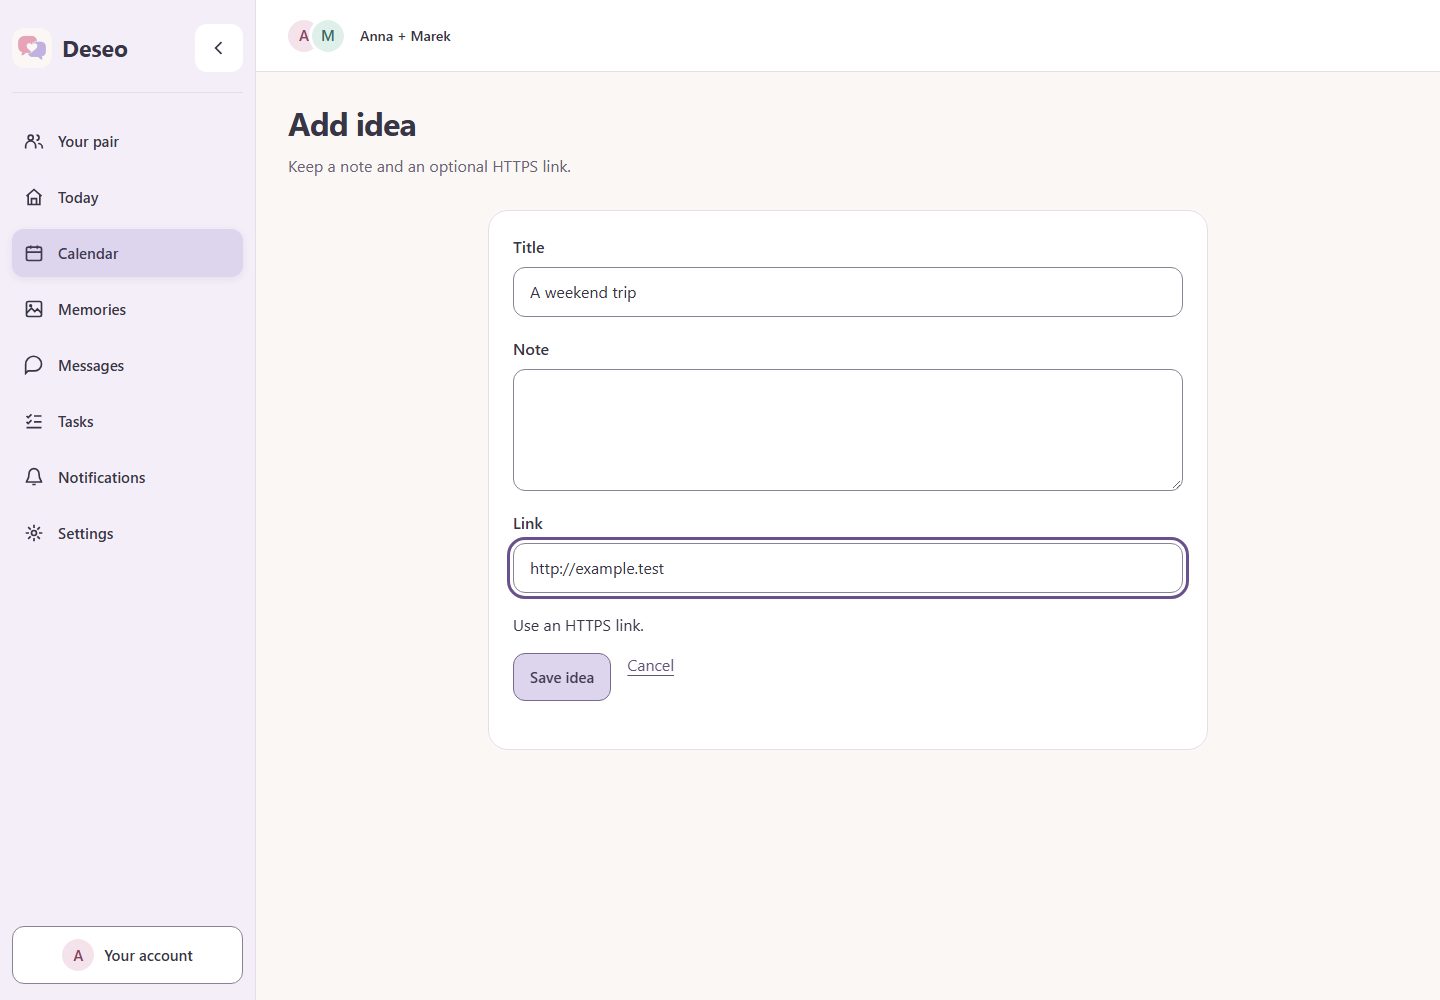 Deseo
Your pair
Today
Calendar
Memories
Messages
Tasks
Notifications
Settings
A Your account
A M Anna + Marek
Add idea
Keep a note and an optional HTTPS link.
Title
A weekend trip
Note
Link
http://example.test
Use an HTTPS link.
Save idea
Cancel